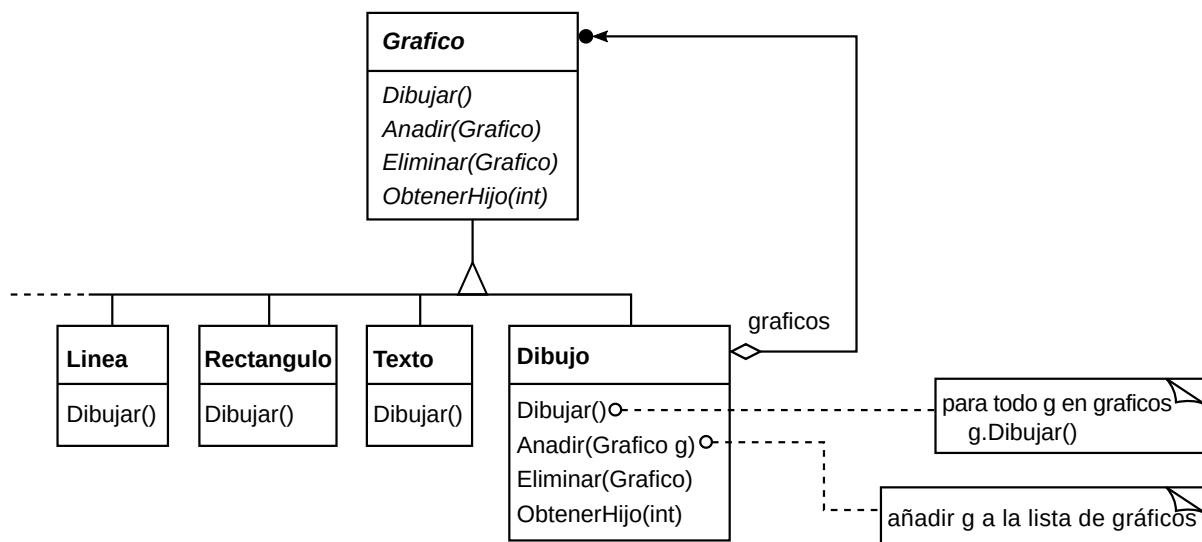 Grafico
Dibujar()
Anadir(Grafico)
Eliminar(Grafico)
ObtenerHijo(int)
graficos
Linea
Dibujar()
Rectangulo
Dibujar()
Texto
Dibujar()
Dibujo
Dibujar()
Anadir(Grafico g)
Eliminar(Grafico)
ObtenerHijo(int)
para todo g en graficos
g.Dibujar()
añadir g a la lista de gráficos